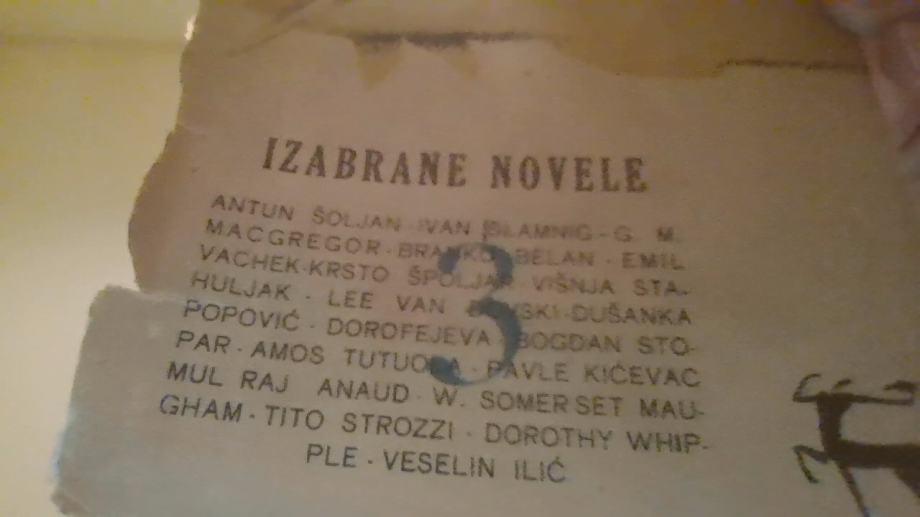 IZABRANE NOVELE
ANTUN ŠOLJAN · IVAN SLAMNIG - G. M.
MACGREGOR · BRANKO BELAN · EMIL
VACHEK · KRSTO ŠPOLJAR · VIŠNJA STA-
HULJAK · LEE VAN · DUŠANKA
POPOVIĆ · DOROFEJEVA · BOGDAN STO-
PAR · AMOS TUTUOLA · PAVLE KIĆEVAC
MUL RAJ ANAUD · W. SOMERSET MAU-
GHAM · TITO STROZZI · DOROTHY WHIP-
PLE · VESELIN ILIĆ
3